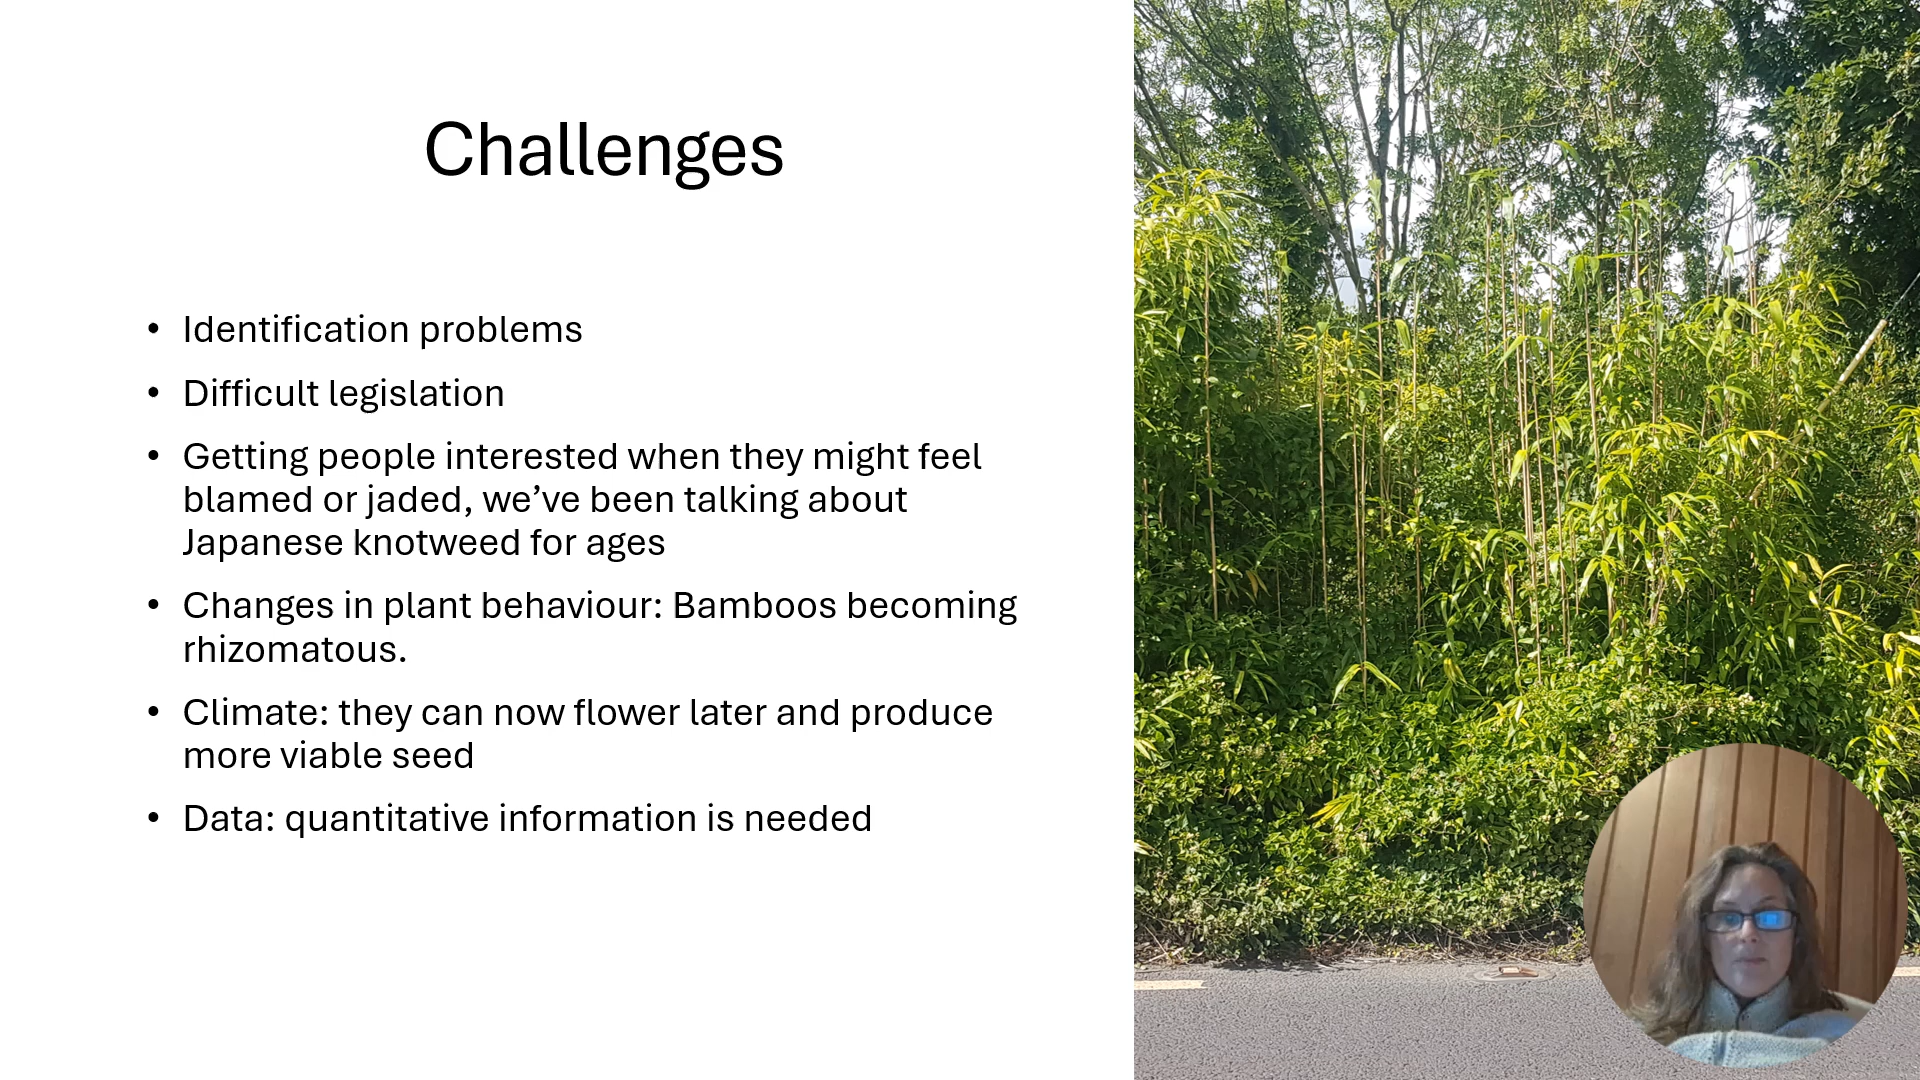 Challenges
• Identification problems
• Difficult legislation
• Getting people interested when they might feel
blamed or jaded, we’ve been talking about
Japanese knotweed for ages
• Changes in plant behaviour: Bamboos becoming
rhizomatous.
• Climate: they can now flower later and produce
more viable seed
• Data: quantitative information is needed